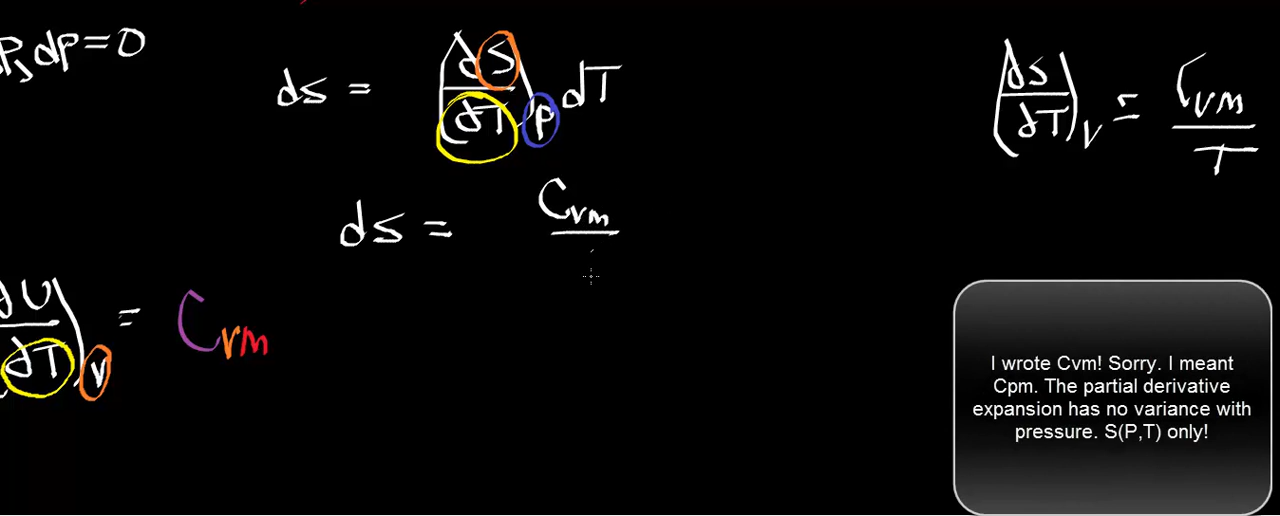 P, dP = 0
ds = (ds/dT)P dT
(ds/dT)V = Cvm/T
ds = Cvm
dU/dT)V = Cvm
I wrote Cvm! Sorry. I meant
Cpm. The partial derivative
expansion has no variance with
pressure. S(P,T) only!